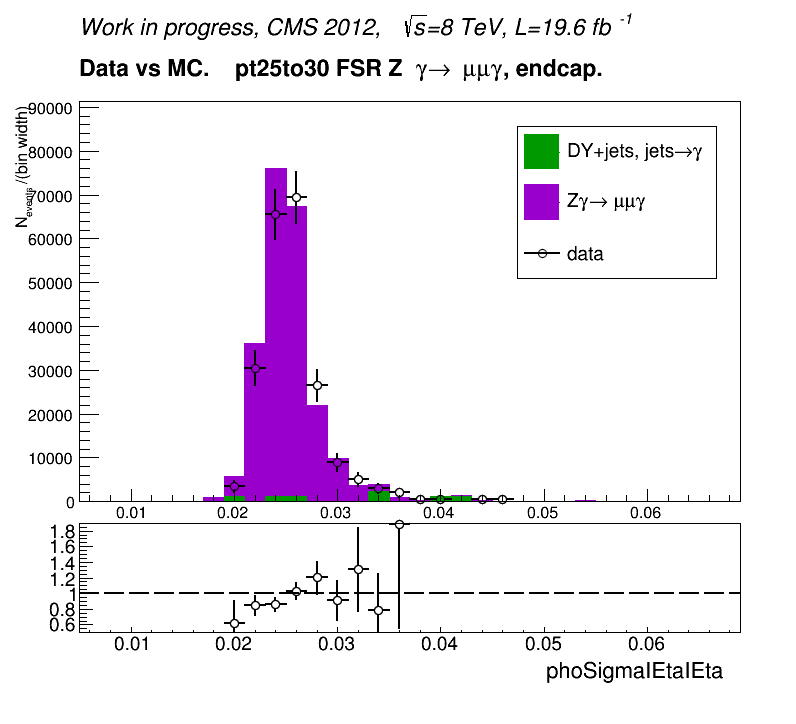 Work in progress, CMS 2012, √s=8 TeV, L=19.6 fb -1
Data vs MC. pt25to30 FSR Z γ→ μμγ, endcap.
N events /(bin width)
90000
80000
70000
60000
50000
40000
30000
20000
10000
0
DY+jets, jets→γ
Zγ→ μμγ
data
0.01 0.02 0.03 0.04 0.05 0.06
1.8
1.6
1.4
1.2
1
0.8
0.6
0.01 0.02 0.03 0.04 0.05 0.06
phoSigmaIEtaIEta